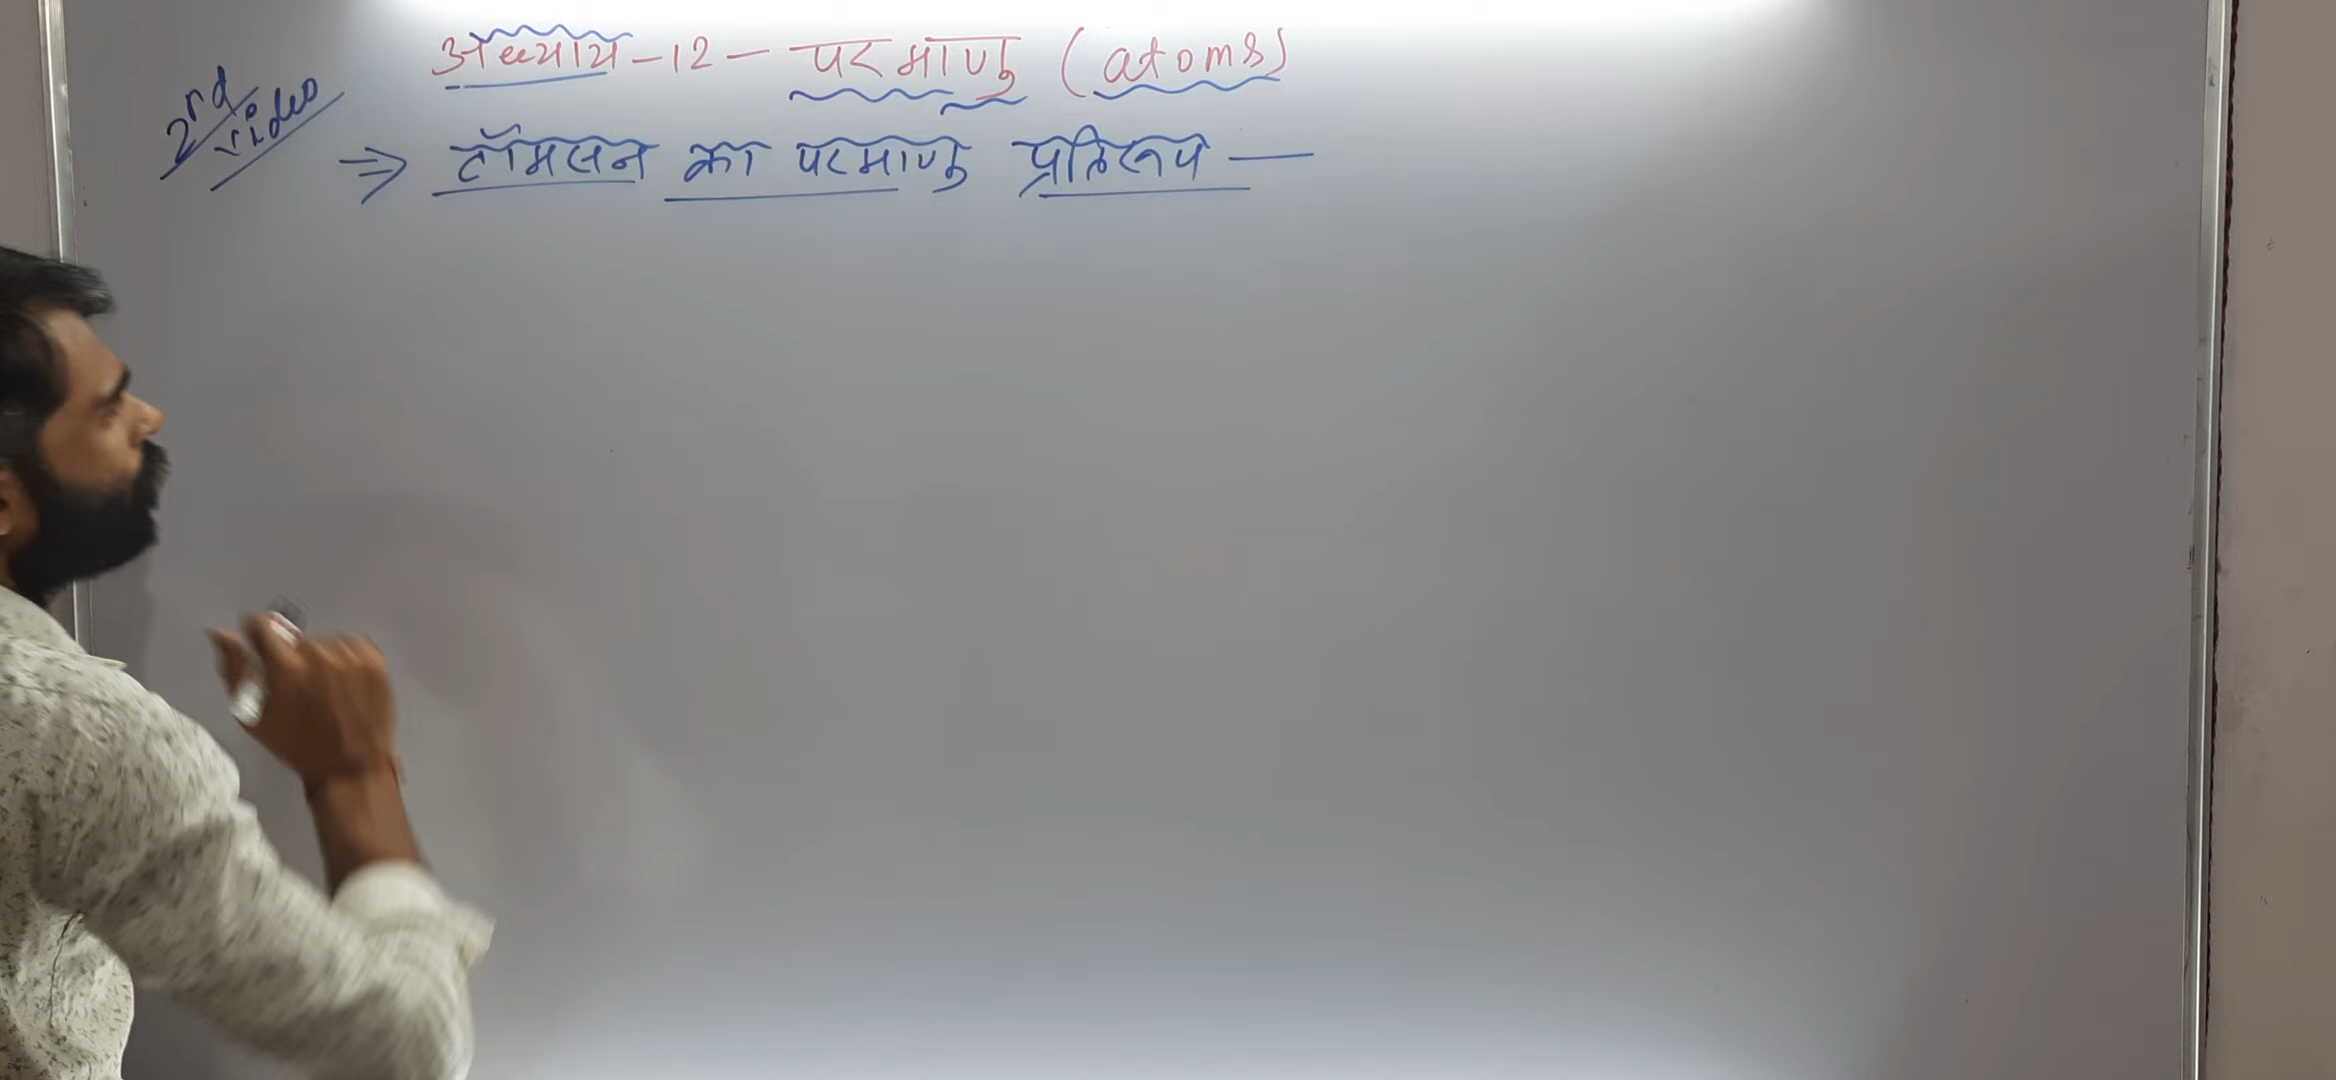 अध्याय - 12 - परमाणु (atoms)
2nd video
⇒ टॉमसन का परमाणु प्रतिरूप —